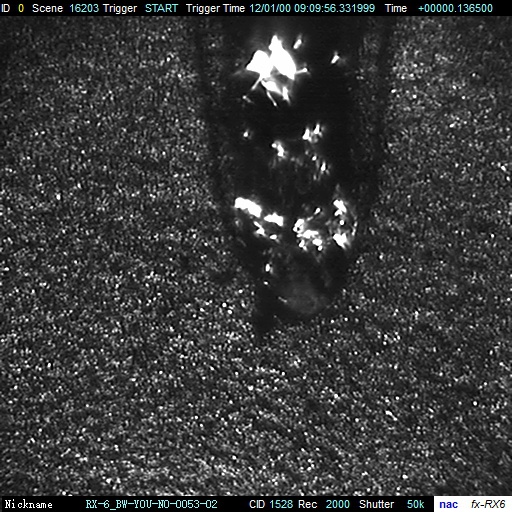 ID 0 Scene 16203 Trigger START Trigger Time 12/01/00 09:09:56.331999 Time +00000.136500
Nickname RX-6_BW-YOU-NO-0053-02 CID 1528 Rec 2000 Shutter 50k nac fx-RX6